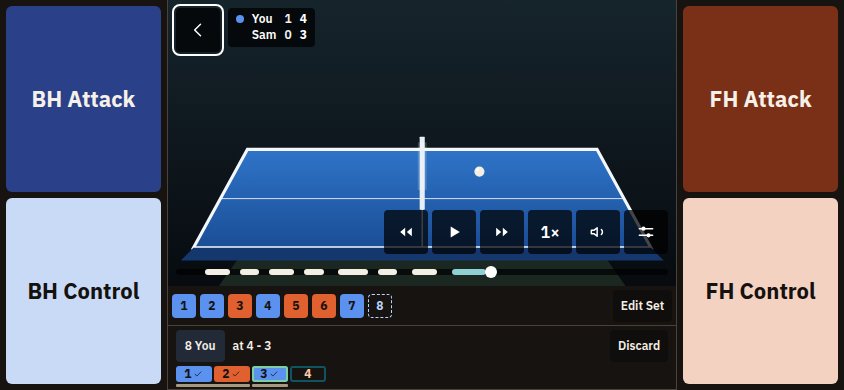 BH Attack
BH Control
You 1 4
Sam 0 3
1×
1 2 3 4 5 6 7 8
Edit Set
8 You at 4 - 3
Discard
1 ✓ 2 ✓ 3 ✓ 4
FH Attack
FH Control